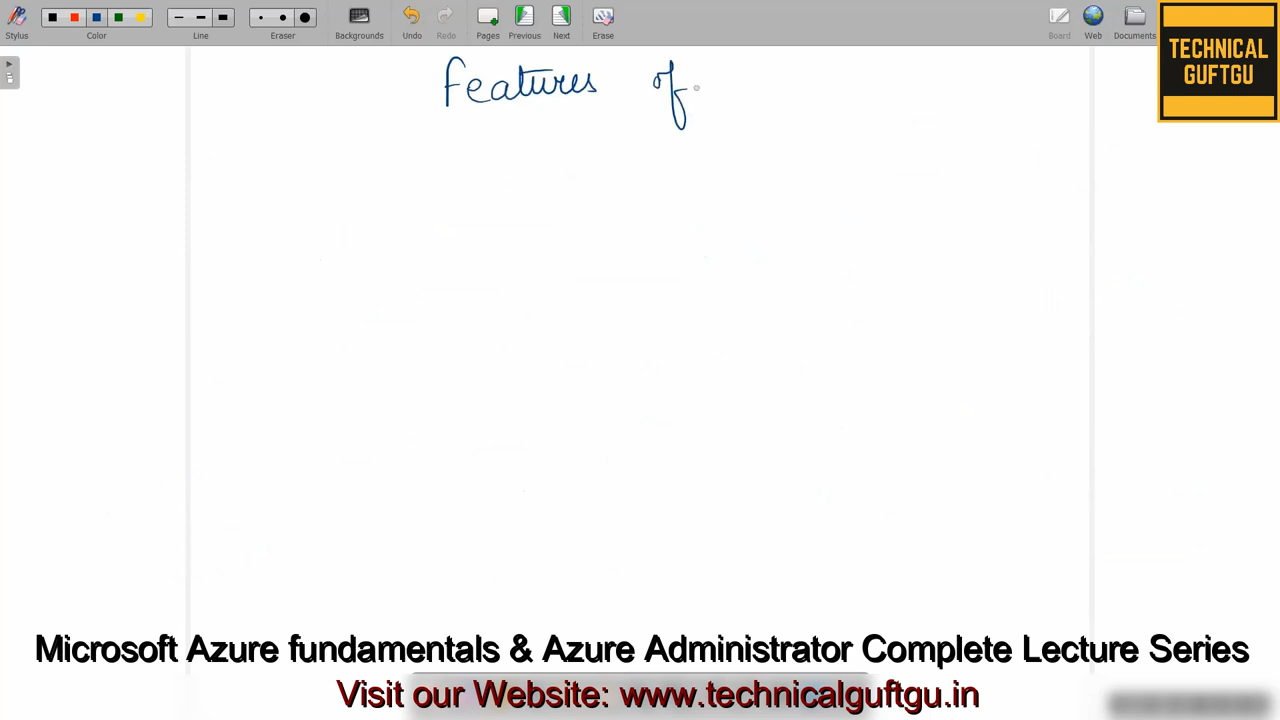 Stylus Color Line Eraser Backgrounds Undo Redo Pages Previous Next Erase Board Web Documents
TECHNICAL
GUFTGU
Features of
Microsoft Azure fundamentals & Azure Administrator Complete Lecture Series
Visit our Website: www.technicalguftgu.in